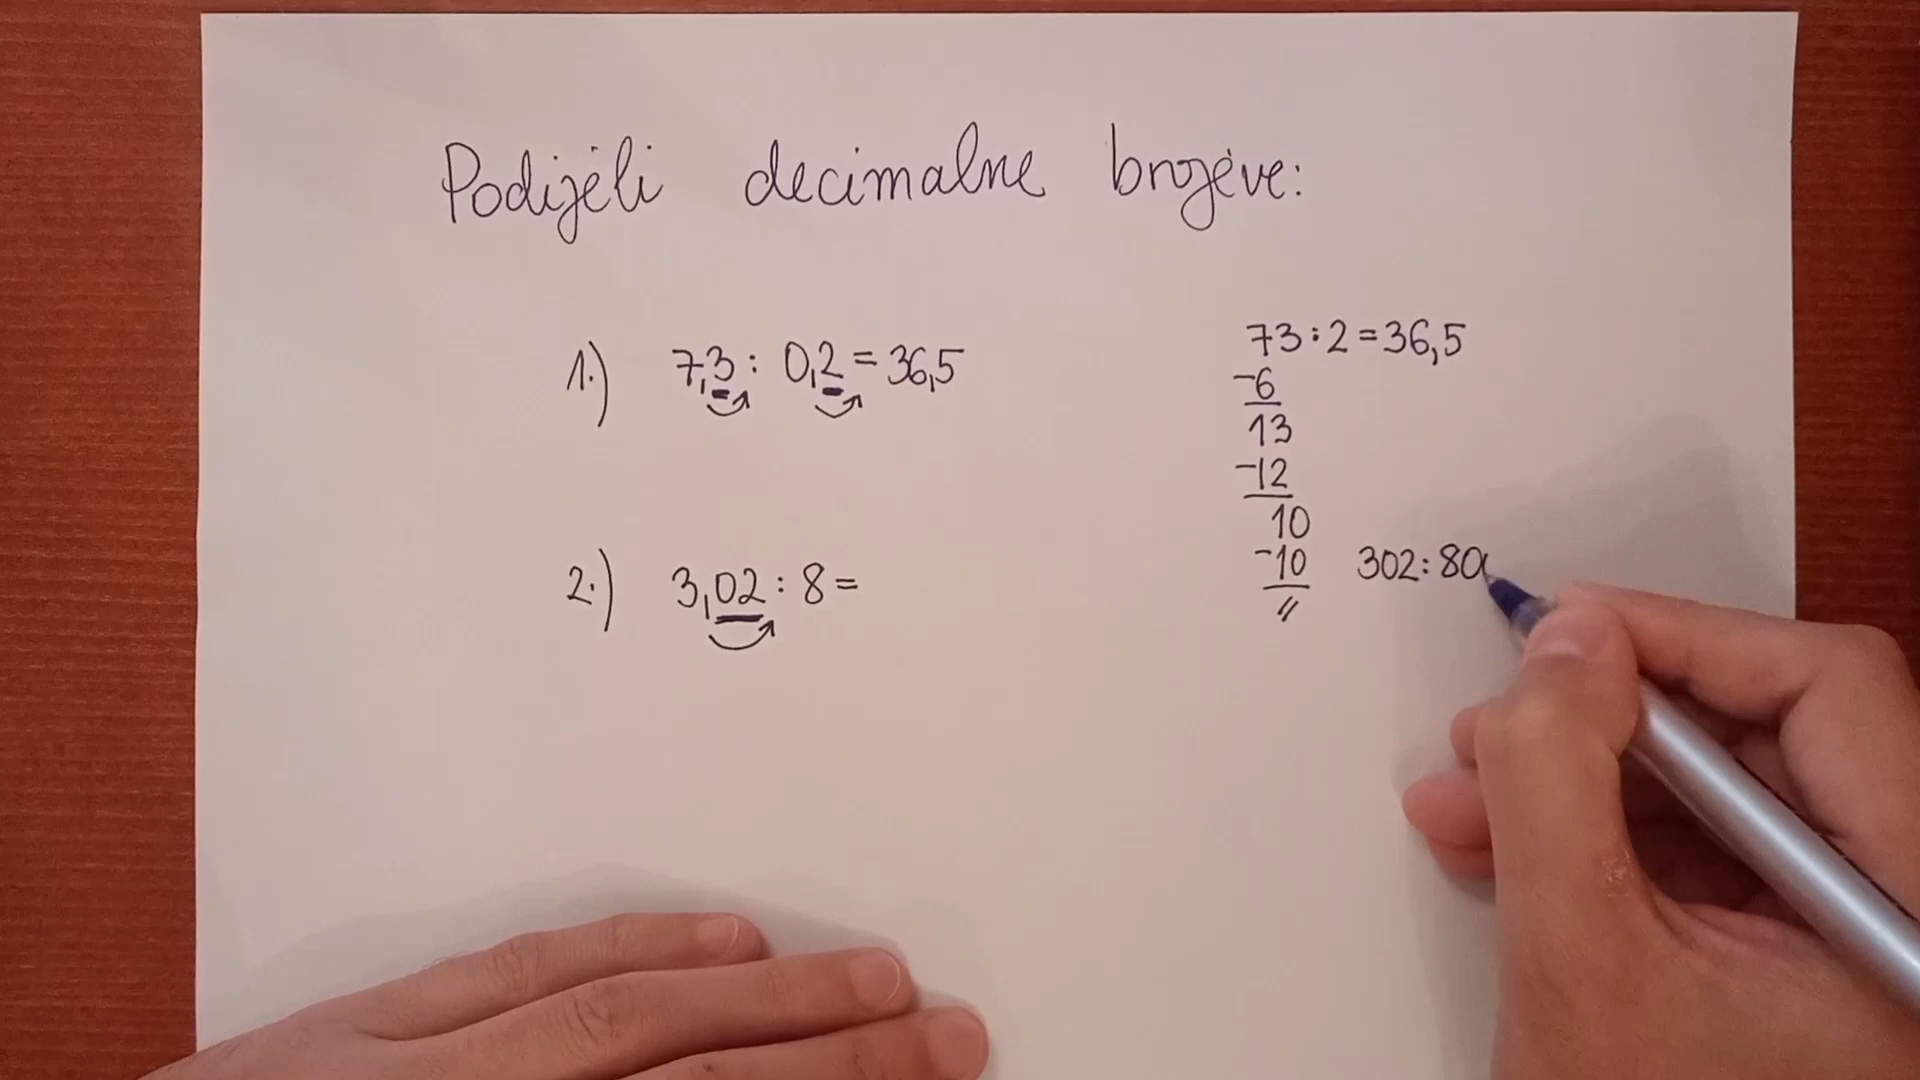 Podijeli decimalne brojeve:
1.) 7,3 : 0,2 = 36,5
2.) 3,02 : 8 =
73 : 2 = 36,5
-6
13
-12
10
-10
//
302 : 800